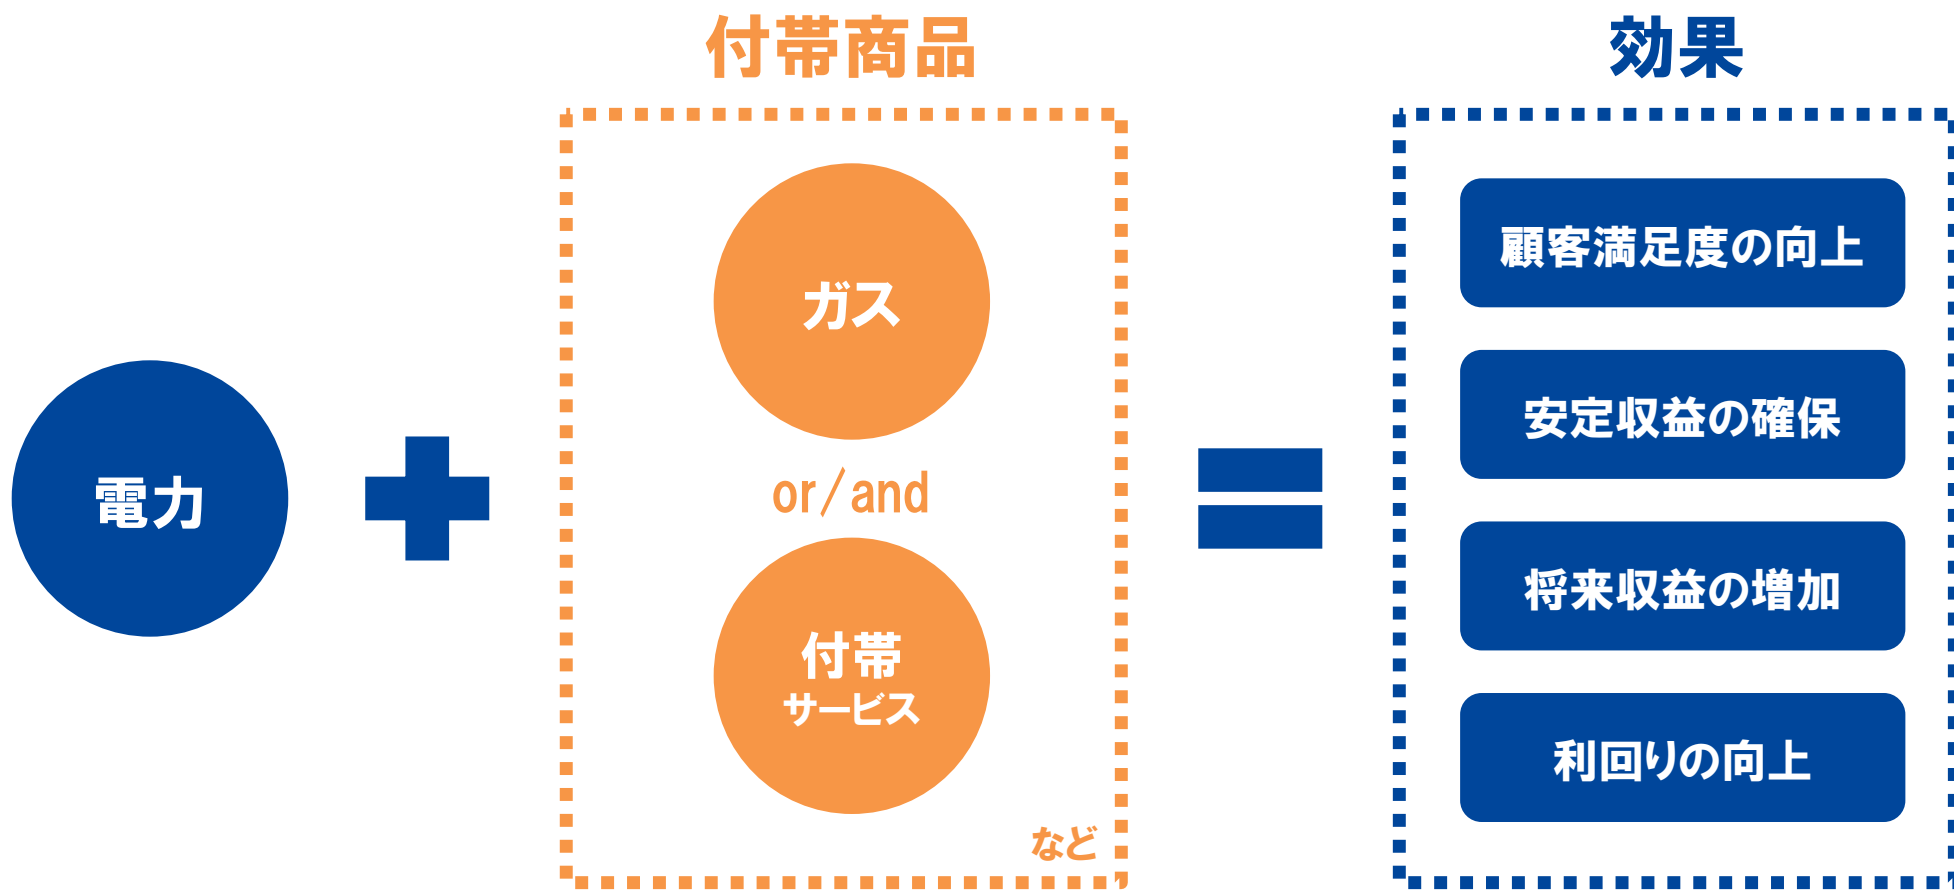 電力
付帯商品
ガス
or/and
付帯
サービス
など
効果
顧客満足度の向上
安定収益の確保
将来収益の増加
利回りの向上